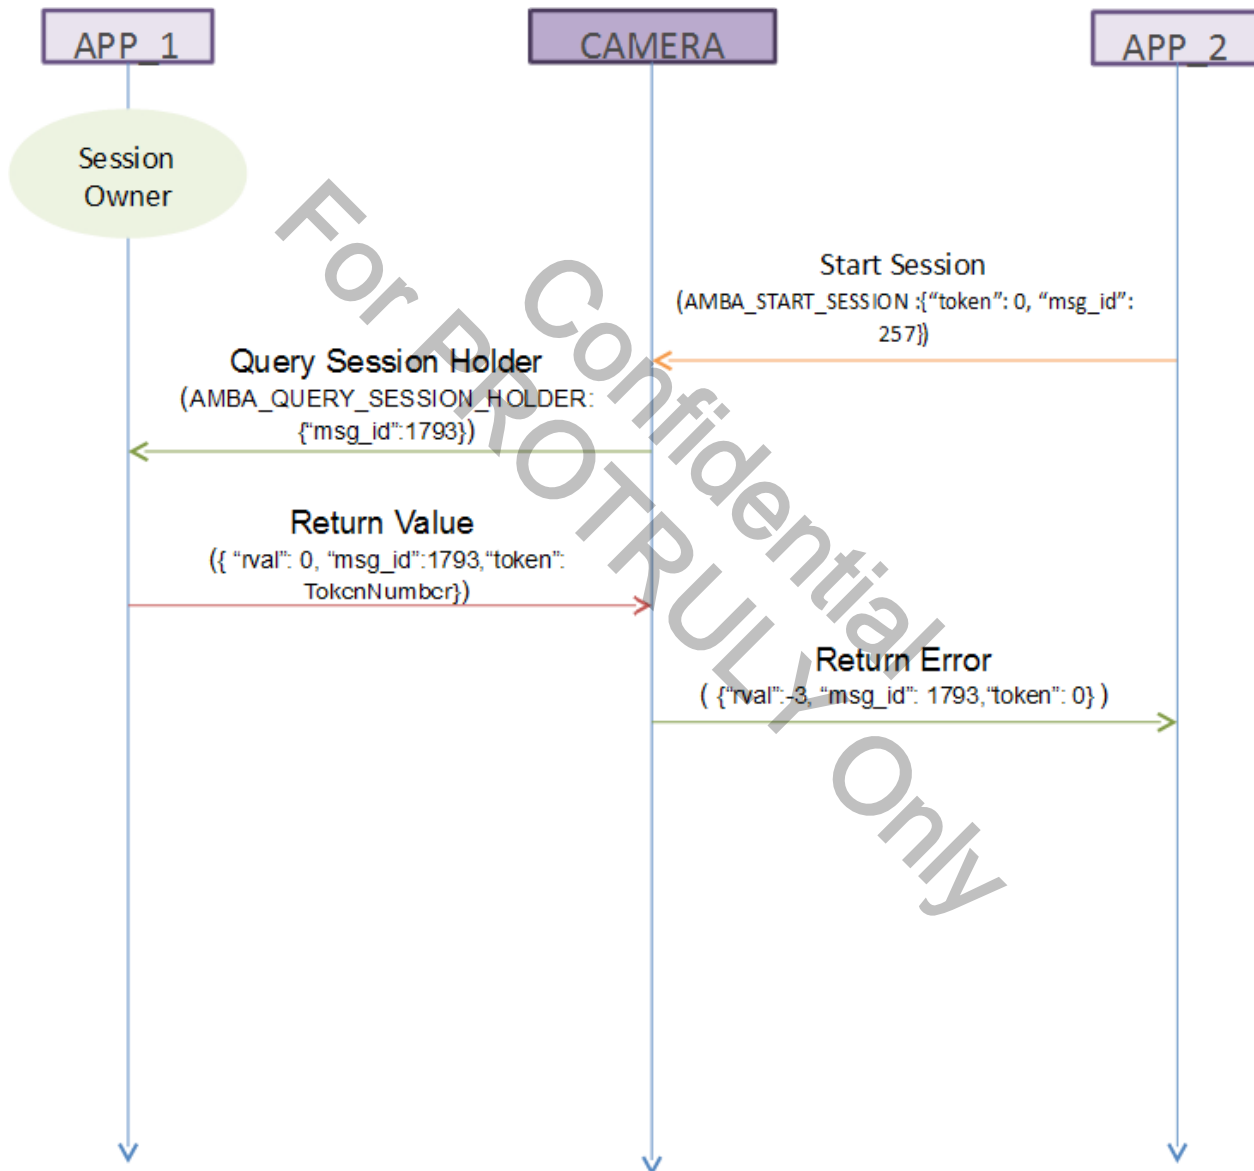 APP_1
CAMERA
APP_2
Session
Owner
Start Session
(AMBA_START_SESSION :{“token”: 0, “msg_id”:
257})
Query Session Holder
(AMBA_QUERY_SESSION_HOLDER:
{“msg_id”:1793})
Return Value
({ “rval”: 0, “msg_id”:1793,“token”:
TokenNumber})
Return Error
( {“rval”:-3, “msg_id”: 1793,“token”: 0} )
Confidential
For PROTRULY Only